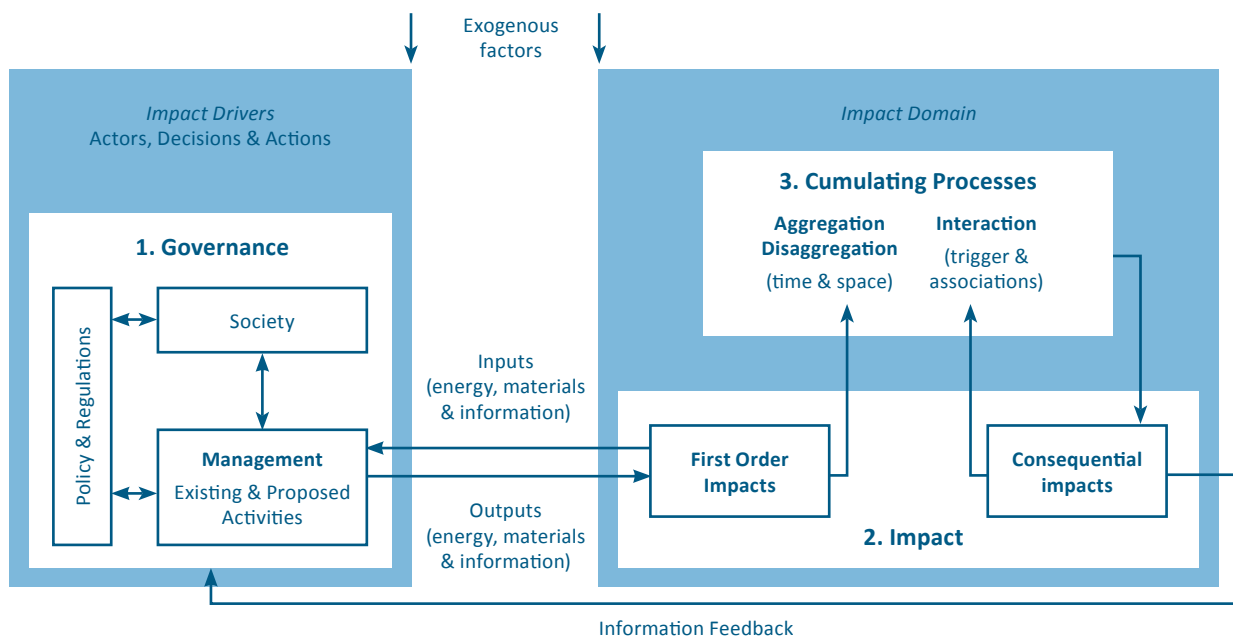 Exogenous
factors
Impact Drivers
Actors, Decisions & Actions
1. Governance
Policy & Regulations
Society
Management
Existing & Proposed
Activities
Inputs
(energy, materials
& information)
Outputs
(energy, materials
& information)
Impact Domain
3. Cumulating Processes
Aggregation
Disaggregation
(time & space)
Interaction
(trigger &
associations)
First Order
Impacts
Consequential
impacts
2. Impact
Information Feedback